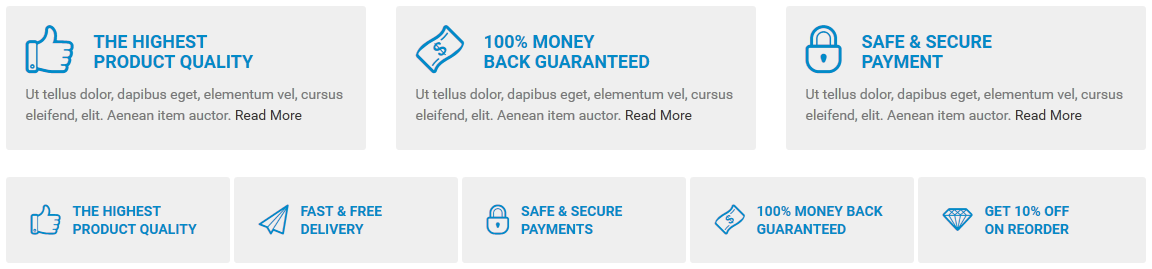 THE HIGHEST
PRODUCT QUALITY
Ut tellus dolor, dapibus eget, elementum vel, cursus
eleifend, elit. Aenean item auctor. Read More
100% MONEY
BACK GUARANTEED
Ut tellus dolor, dapibus eget, elementum vel, cursus
eleifend, elit. Aenean item auctor. Read More
SAFE & SECURE
PAYMENT
Ut tellus dolor, dapibus eget, elementum vel, cursus
eleifend, elit. Aenean item auctor. Read More
THE HIGHEST
PRODUCT QUALITY
FAST & FREE
DELIVERY
SAFE & SECURE
PAYMENTS
100% MONEY BACK
GUARANTEED
GET 10% OFF
ON REORDER